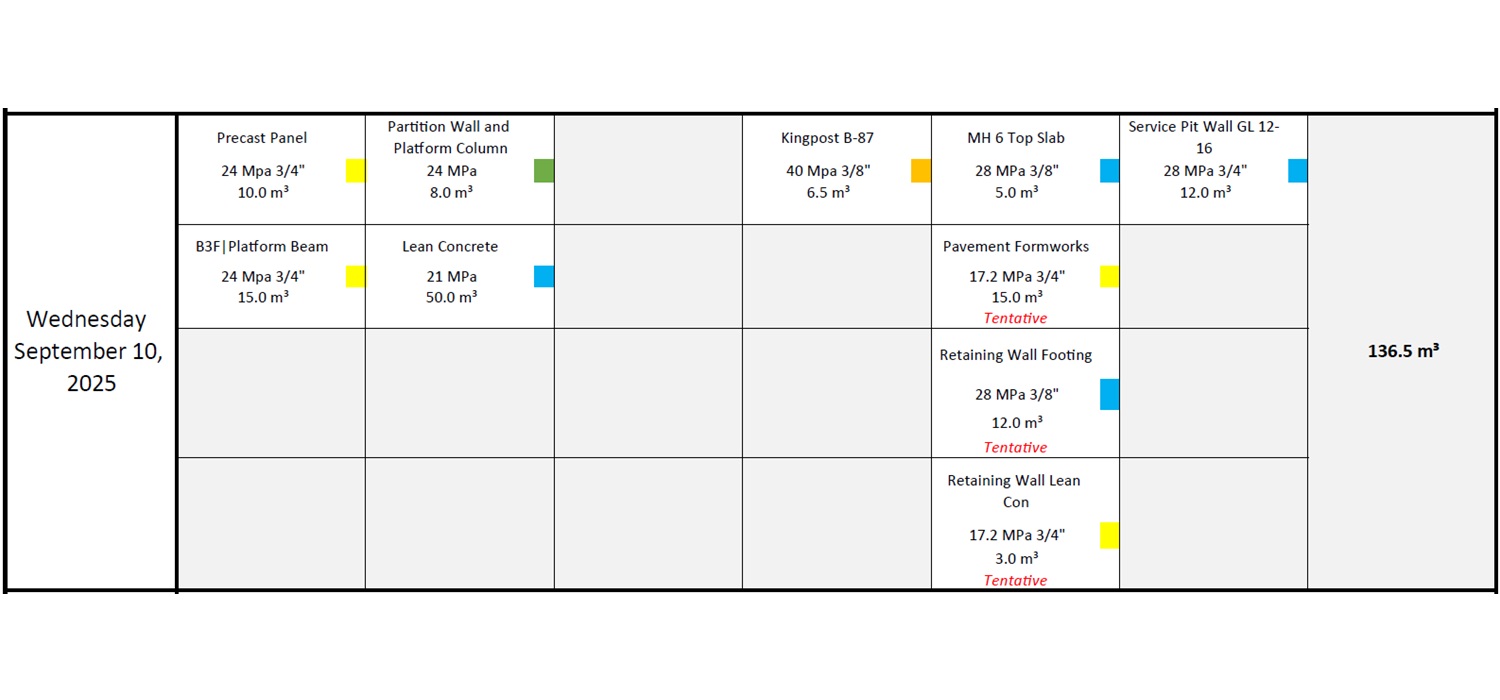 Wednesday
September 10,
2025
Precast Panel
24 Mpa 3/4"
10.0 m³
Partition Wall and
Platform Column
24 MPa
8.0 m³
Kingpost B-87
40 Mpa 3/8"
6.5 m³
MH 6 Top Slab
28 MPa 3/8"
5.0 m³
Service Pit Wall GL 12-
16
28 MPa 3/4"
12.0 m³
B3F|Platform Beam
24 Mpa 3/4"
15.0 m³
Lean Concrete
21 MPa
50.0 m³
Pavement Formworks
17.2 MPa 3/4"
15.0 m³
Tentative
Retaining Wall Footing
28 MPa 3/8"
12.0 m³
Tentative
Retaining Wall Lean
Con
17.2 MPa 3/4"
3.0 m³
Tentative
136.5 m³